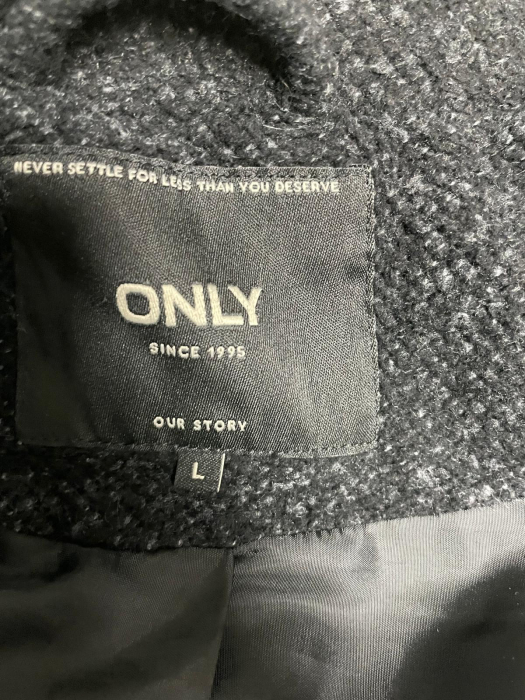 NEVER SETTLE FOR LESS THAN YOU DESERVE
ONLY
SINCE 1995
OUR STORY
L